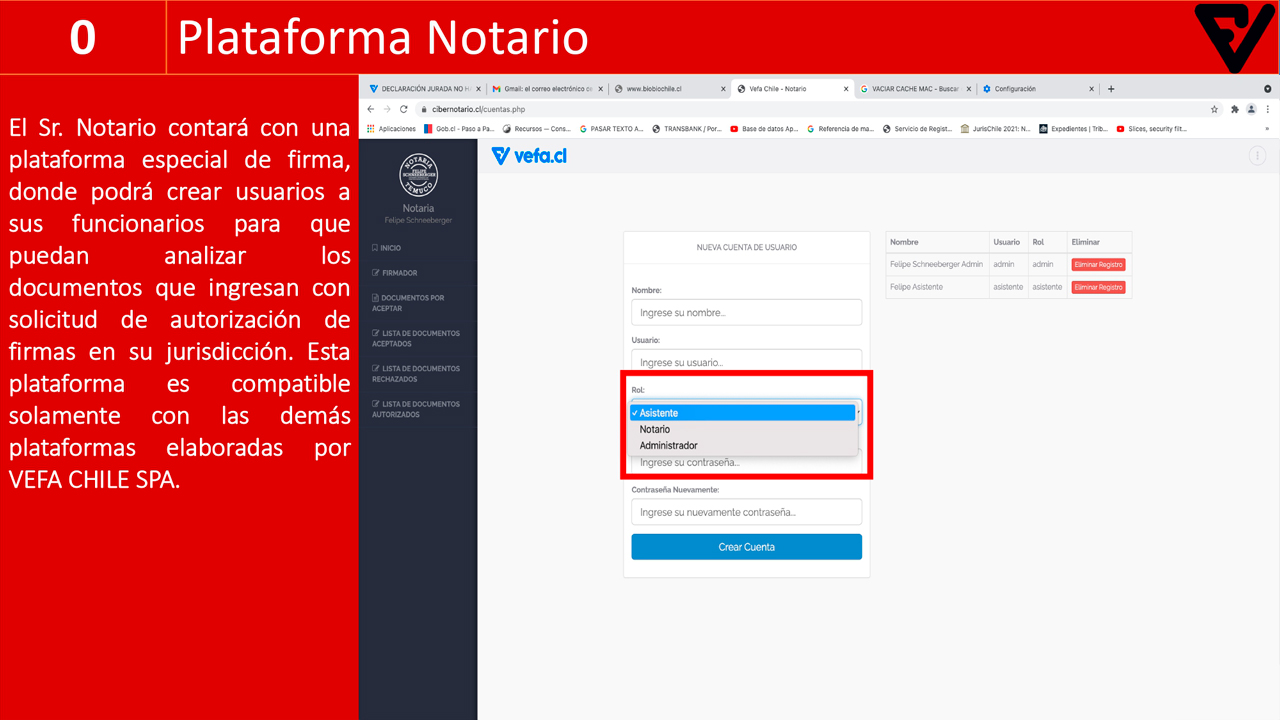 0
Plataforma Notario
El Sr. Notario contará con una
plataforma especial de firma,
donde podrá crear usuarios a
sus funcionarios para que
puedan analizar los
documentos que ingresan con
solicitud de autorización de
firmas en su jurisdicción. Esta
plataforma es compatible
solamente con las demás
plataformas elaboradas por
VEFA CHILE SPA.
DECLARACIÓN JURADA NO H
Gmail: el correo electrónico de
www.biobiochile.cl
Vefa Chile - Notario
VACIAR CACHE MAC - Buscar
Configuración
cibernotario.cl/cuentas.php
Aplicaciones
Gob.cl - Paso a Pa...
Recursos — Cons...
PASAR TEXTO A...
TRANSBANK / Por...
Base de datos Ap...
Referencia de ma...
Servicio de Regist...
JurisChile 2021: N...
Expedientes | Trib...
Slices, security filt...
»
NOTARIA
FELIPE
SCHNEEBERGER
TEMUCO
Notaria
Felipe Schneeberger
INICIO
FIRMADOR
DOCUMENTOS POR
ACEPTAR
LISTA DE DOCUMENTOS
ACEPTADOS
LISTA DE DOCUMENTOS
RECHAZADOS
LISTA DE DOCUMENTOS
AUTORIZADOS
vefa.cl
NUEVA CUENTA DE USUARIO
Nombre:
Ingrese su nombre...
Usuario:
Ingrese su usuario...
Rol:
✓ Asistente
Notario
Administrador
Ingrese su contraseña...
Contraseña Nuevamente:
Ingrese su nuevamente contraseña...
Crear Cuenta
Nombre Usuario Rol Eliminar
Felipe Schneeberger Admin admin admin Eliminar Registro
Felipe Asistente asistente asistente Eliminar Registro